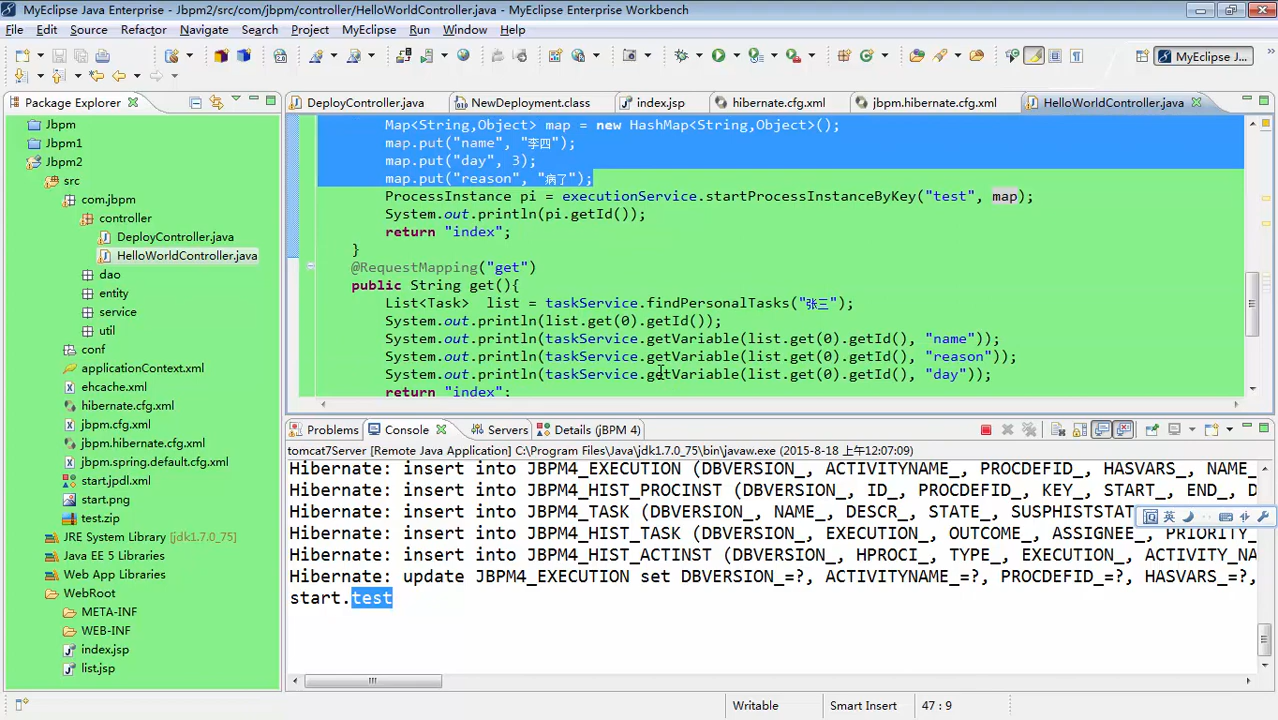 MyEclipse Java Enterprise - Jbpm2/src/com/jbpm/controller/HelloWorldController.java - MyEclipse Enterprise Workbench
File Edit Source Refactor Navigate Search Project MyEclipse Run Window Help
MyEclipse J...
Package Explorer
Jbpm
Jbpm1
Jbpm2
src
com.jbpm
controller
DeployController.java
HelloWorldController.java
dao
entity
service
util
conf
applicationContext.xml
ehcache.xml
hibernate.cfg.xml
jbpm.cfg.xml
jbpm.hibernate.cfg.xml
jbpm.spring.default.cfg.xml
start.jpdl.xml
start.png
test.zip
JRE System Library [jdk1.7.0_75]
Java EE 5 Libraries
Web App Libraries
WebRoot
META-INF
WEB-INF
index.jsp
list.jsp
DeployController.java NewDeployment.class index.jsp hibernate.cfg.xml jbpm.hibernate.cfg.xml HelloWorldController.java
Map<String,Object> map = new HashMap<String,Object>();
map.put("name", "李四");
map.put("day", 3);
map.put("reason", "病了");
ProcessInstance pi = executionService.startProcessInstanceByKey("test", map);
System.out.println(pi.getId());
return "index";
}
@RequestMapping("get")
public String get(){
List<Task> list = taskService.findPersonalTasks("张三");
System.out.println(list.get(0).getId());
System.out.println(taskService.getVariable(list.get(0).getId(), "name"));
System.out.println(taskService.getVariable(list.get(0).getId(), "reason"));
System.out.println(taskService.getVariable(list.get(0).getId(), "day"));
return "index";
Problems Console Servers Details (jBPM 4)
tomcat7Server [Remote Java Application] C:\Program Files\Java\jdk1.7.0_75\bin\javaw.exe (2015-8-18 上午12:07:09)
Hibernate: insert into JBPM4_EXECUTION (DBVERSION_, ACTIVITYNAME_, PROCDEFID_, HASVARS_, NAME_
Hibernate: insert into JBPM4_HIST_PROCINST (DBVERSION_, ID_, PROCDEFID_, KEY_, START_, END_, D
Hibernate: insert into JBPM4_TASK (DBVERSION_, NAME_, DESCR_, STATE_, SUSPHISTSTAT
Hibernate: insert into JBPM4_HIST_TASK (DBVERSION_, EXECUTION_, OUTCOME_, ASSIGNEE_, PRIORITY_
Hibernate: insert into JBPM4_HIST_ACTINST (DBVERSION_, HPROCI_, TYPE_, EXECUTION_, ACTIVITY_NA
Hibernate: update JBPM4_EXECUTION set DBVERSION_=?, ACTIVITYNAME_=?, PROCDEFID_=?, HASVARS_=?,
start.test
英
Writable Smart Insert 47 : 9